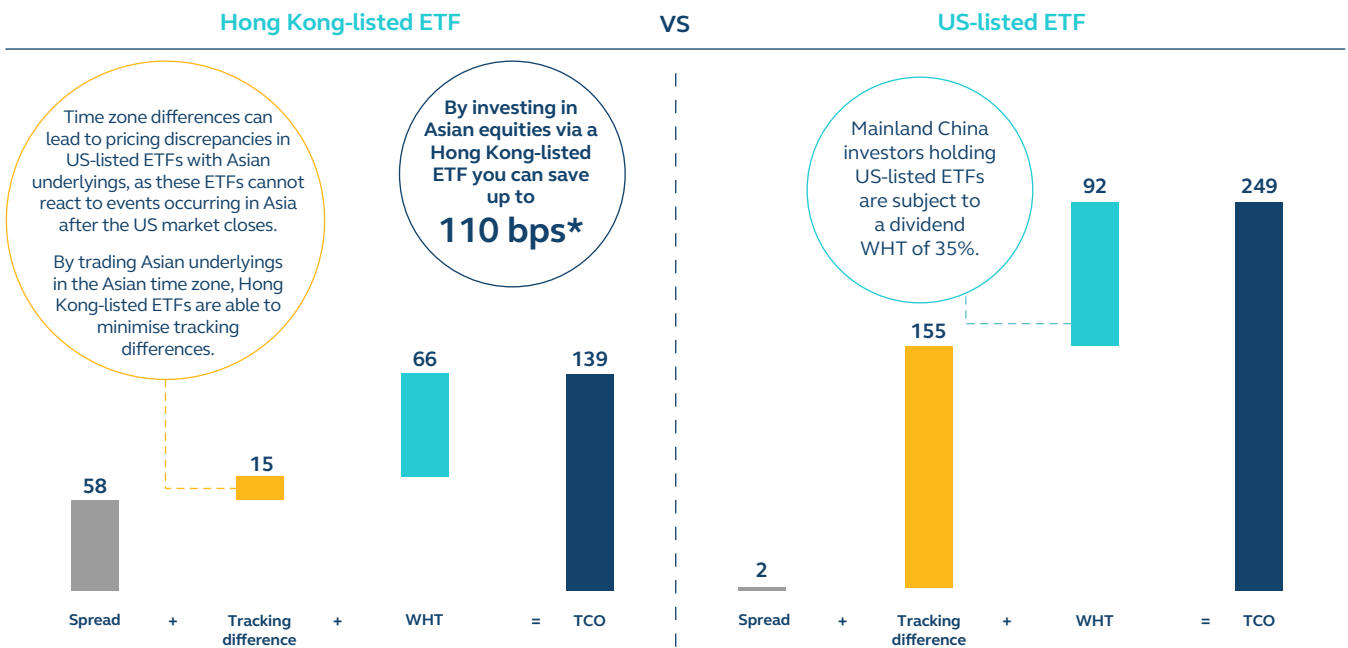 Hong Kong-listed ETF
VS
US-listed ETF
Time zone differences can
lead to pricing discrepancies in
US-listed ETFs with Asian
underlyings, as these ETFs cannot
react to events occurring in Asia
after the US market closes.
By trading Asian underlyings
in the Asian time zone, Hong
Kong-listed ETFs are able to
minimise tracking
differences.
By investing in
Asian equities via a
Hong Kong-listed
ETF you can save
up to
110 bps*
58
15
66
139
Spread + Tracking difference + WHT = TCO
Mainland China
investors holding
US-listed ETFs
are subject to
a dividend
WHT of 35%.
2
155
92
249
Spread + Tracking difference + WHT = TCO